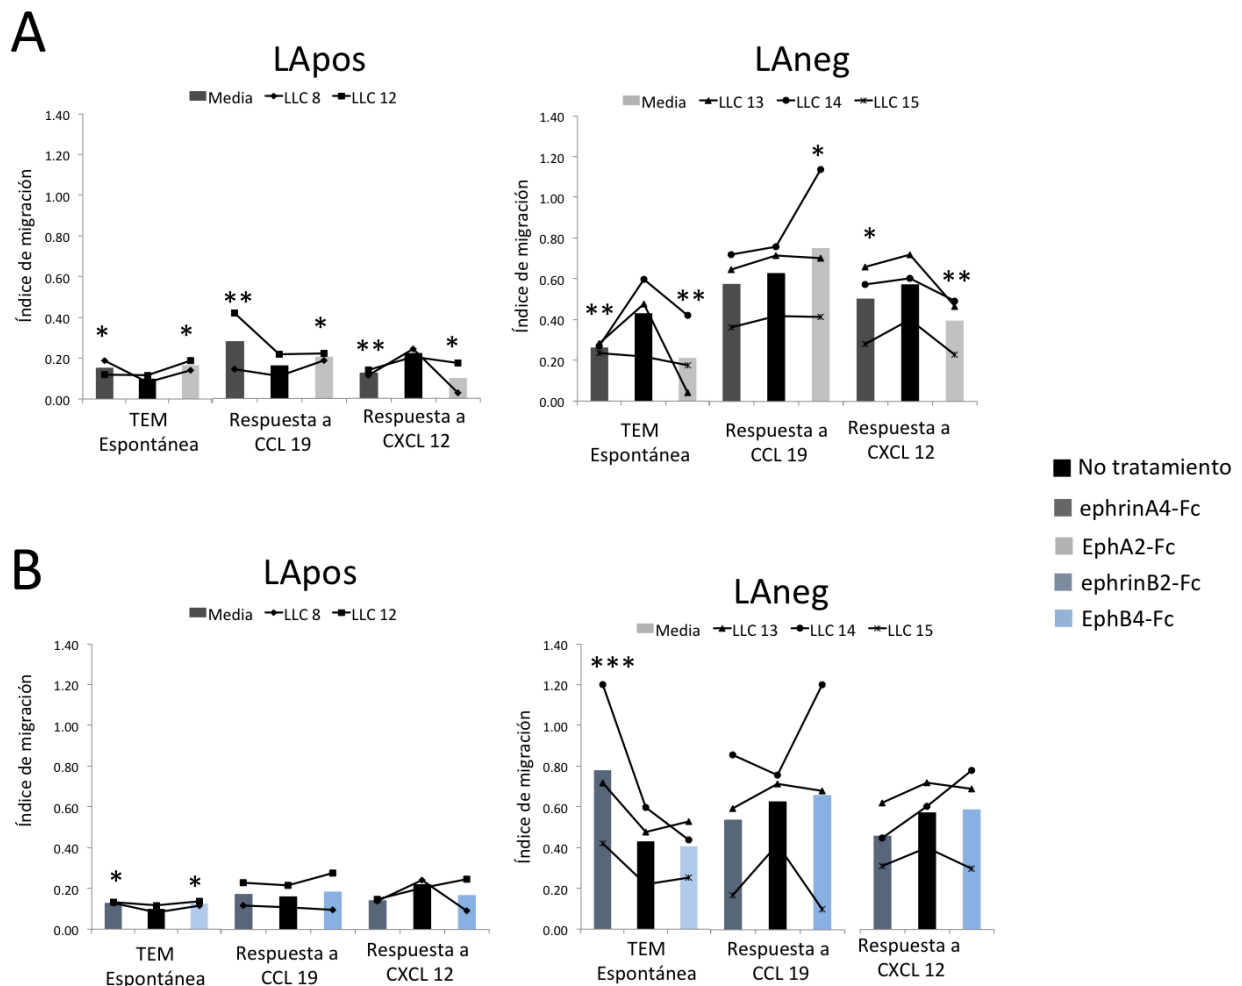 A
LApos
Media LLC 8 LLC 12
Índice de migración
1.40
1.20
1.00
0.80
0.60
0.40
0.20
0.00
*
*
**
*
**
*
TEM
Espontánea
Respuesta a
CCL 19
Respuesta a
CXCL 12
LAneg
Media LLC 13 LLC 14 LLC 15
Índice de migración
1.40
1.20
1.00
0.80
0.60
0.40
0.20
0.00
**
**
*
*
**
TEM
Espontánea
Respuesta a
CCL 19
Respuesta a
CXCL 12
No tratamiento
ephrinA4-Fc
EphA2-Fc
ephrinB2-Fc
EphB4-Fc
B
LApos
Media LLC 8 LLC 12
Índice de migración
1.40
1.20
1.00
0.80
0.60
0.40
0.20
0.00
*
*
TEM
Espontánea
Respuesta a
CCL 19
Respuesta a
CXCL 12
LAneg
Media LLC 13 LLC 14 LLC 15
Índice de migración
1.40
1.20
1.00
0.80
0.60
0.40
0.20
0.00
***
TEM
Espontánea
Respuesta a
CCL 19
Respuesta a
CXCL 12